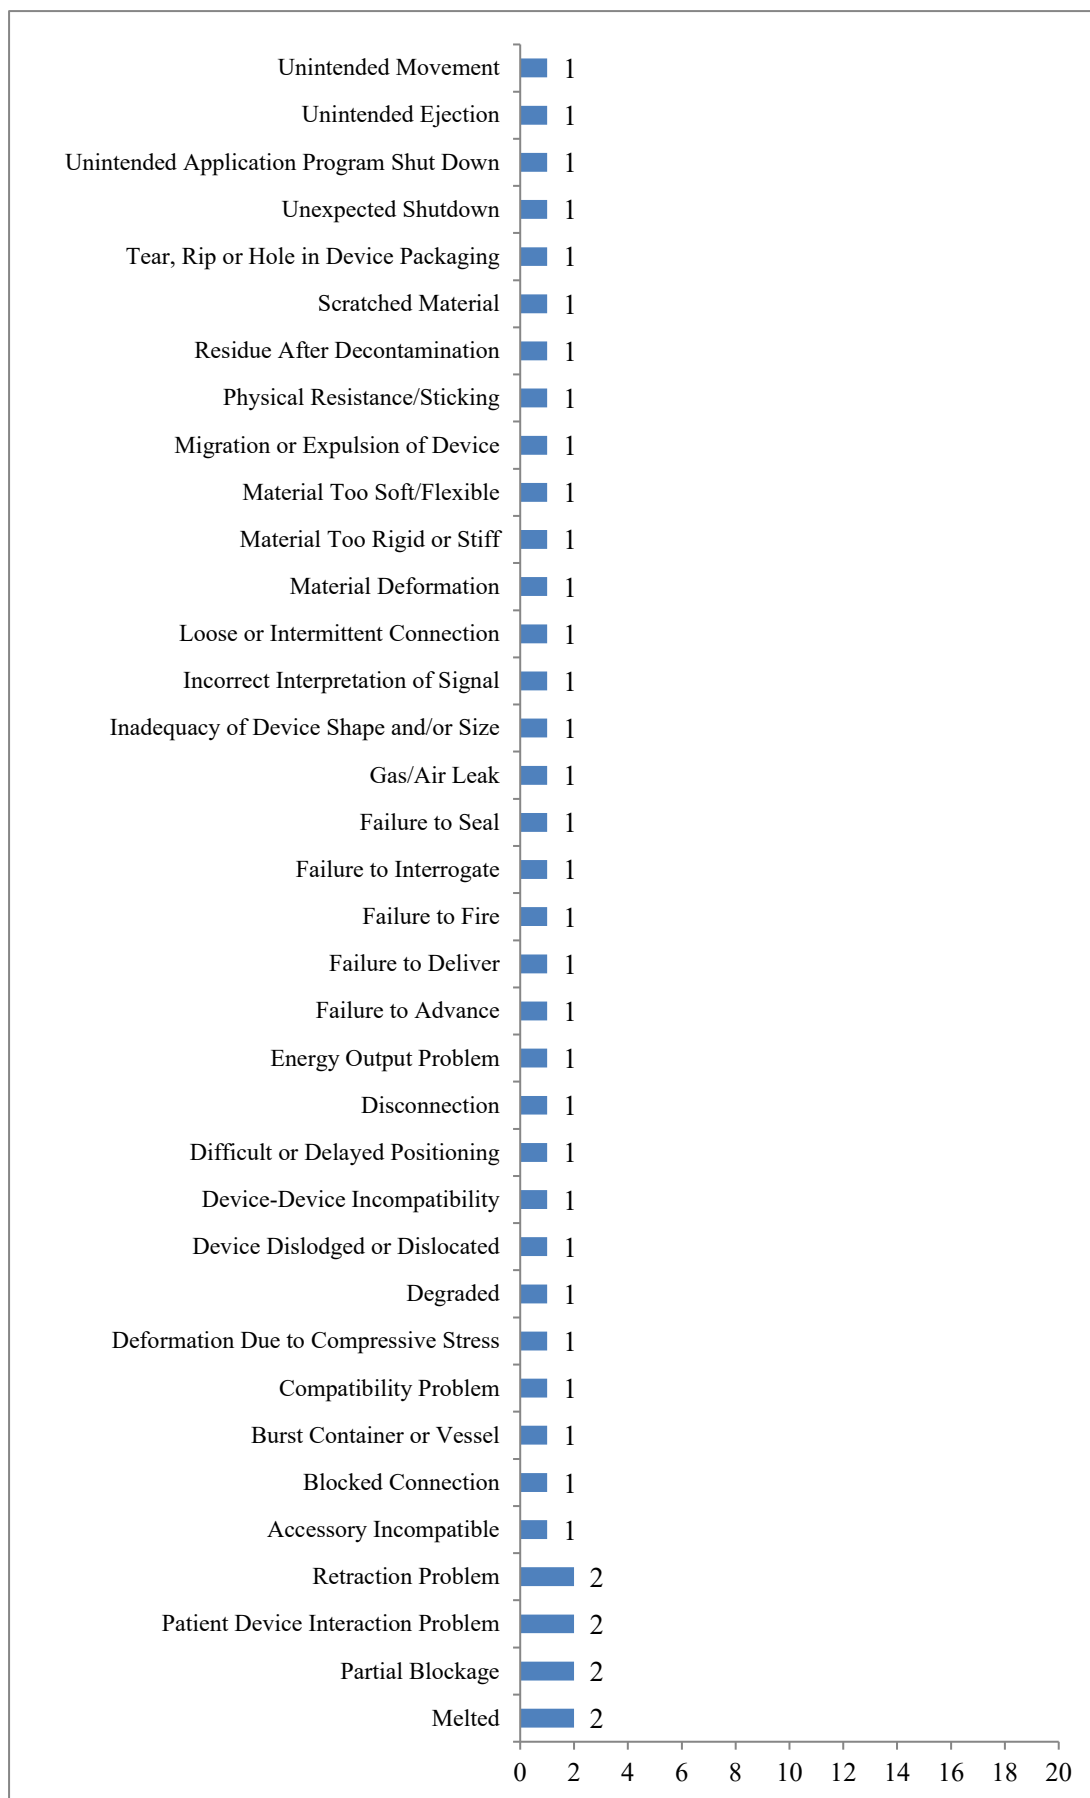 Unintended Movement 1
Unintended Ejection 1
Unintended Application Program Shut Down 1
Unexpected Shutdown 1
Tear, Rip or Hole in Device Packaging 1
Scratched Material 1
Residue After Decontamination 1
Physical Resistance/Sticking 1
Migration or Expulsion of Device 1
Material Too Soft/Flexible 1
Material Too Rigid or Stiff 1
Material Deformation 1
Loose or Intermittent Connection 1
Incorrect Interpretation of Signal 1
Inadequacy of Device Shape and/or Size 1
Gas/Air Leak 1
Failure to Seal 1
Failure to Interrogate 1
Failure to Fire 1
Failure to Deliver 1
Failure to Advance 1
Energy Output Problem 1
Disconnection 1
Difficult or Delayed Positioning 1
Device-Device Incompatibility 1
Device Dislodged or Dislocated 1
Degraded 1
Deformation Due to Compressive Stress 1
Compatibility Problem 1
Burst Container or Vessel 1
Blocked Connection 1
Accessory Incompatible 1
Retraction Problem 2
Patient Device Interaction Problem 2
Partial Blockage 2
Melted 2
0 2 4 6 8 10 12 14 16 18 20